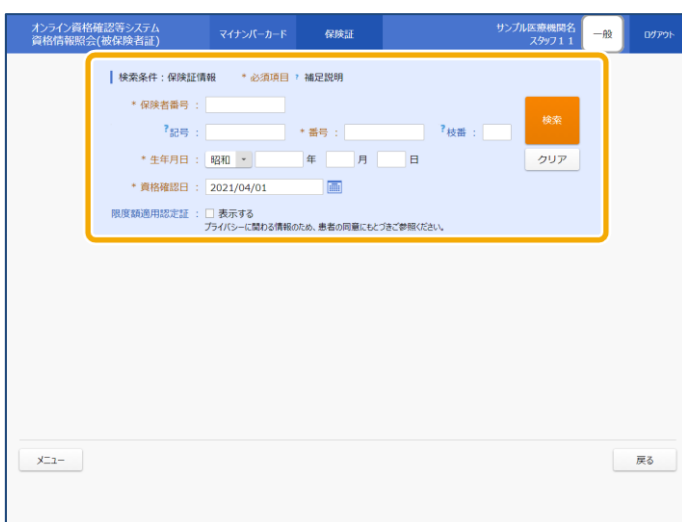 オンライン資格確認等システム
資格情報照会(被保険者証)
マイナンバーカード
保険証
サンプル医療機関名
スタッフ11
一般
ログアウト
検索条件：保険証情報 * 必須項目 ? 補足説明
* 保険者番号 :
? 記号 : * 番号 : ? 枝番 :
検索
* 生年月日 : 昭和 年 月 日
クリア
* 資格確認日 : 2021/04/01
限度額適用認定証 : 表示する
プライバシーに関わる情報のため、患者の同意にもとづきご参照ください。
メニュー
戻る